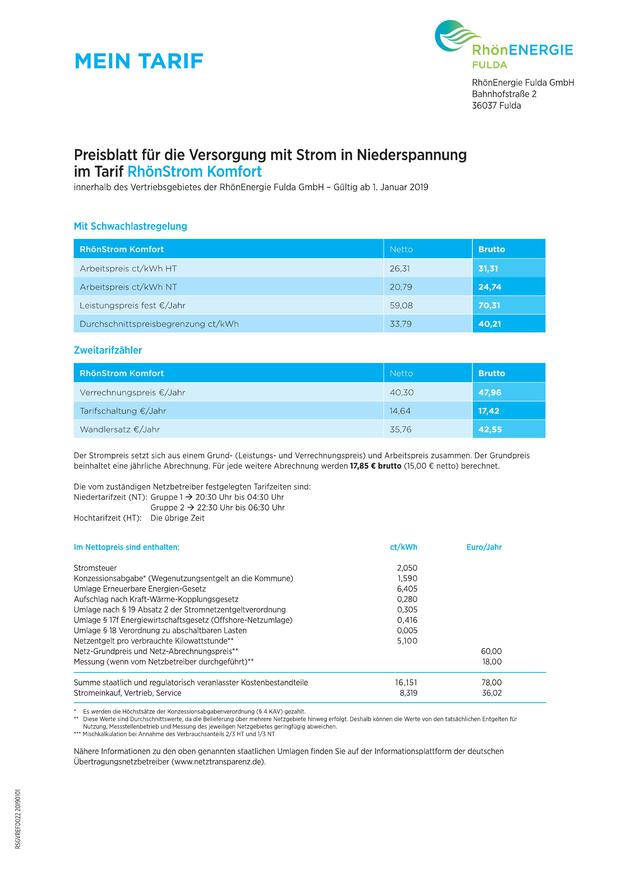 MEIN TARIF
RhönENERGIE
FULDA
RhönEnergie Fulda GmbH
Bahnhofstraße 2
36037 Fulda
Preisblatt für die Versorgung mit Strom in Niederspannung
im Tarif RhönStrom Komfort
innerhalb des Vertriebsgebietes der RhönEnergie Fulda GmbH – Gültig ab 1. Januar 2019
Mit Schwachlastregelung
RhönStrom Komfort Netto Brutto
Arbeitspreis ct/kWh HT 26,31 31,31
Arbeitspreis ct/kWh NT 20,79 24,74
Leistungspreis fest €/Jahr 59,08 70,31
Durchschnittspreisbegrenzung ct/kWh 33,79 40,21
Zweitarifzähler
RhönStrom Komfort Netto Brutto
Verrechnungspreis €/Jahr 40,30 47,96
Tarifschaltung €/Jahr 14,64 17,42
Wandlersatz €/Jahr 35,76 42,55
Der Strompreis setzt sich aus einem Grund- (Leistungs- und Verrechnungspreis) und Arbeitspreis zusammen. Der Grundpreis
beinhaltet eine jährliche Abrechnung. Für jede weitere Abrechnung werden 17,85 € brutto (15,00 € netto) berechnet.
Die vom zuständigen Netzbetreiber festgelegten Tarifzeiten sind:
Niedertarifzeit (NT): Gruppe 1 → 20:30 Uhr bis 04:30 Uhr
Gruppe 2 → 22:30 Uhr bis 06:30 Uhr
Hochtarifzeit (HT): Die übrige Zeit
Im Nettopreis sind enthalten: ct/kWh Euro/Jahr
Stromsteuer 2,050
Konzessionsabgabe* (Wegenutzungsentgelt an die Kommune) 1,590
Umlage Erneuerbare Energien-Gesetz 6,405
Aufschlag nach Kraft-Wärme-Kopplungsgesetz 0,280
Umlage nach § 19 Absatz 2 der Stromnetzentgeltverordnung 0,305
Umlage § 17f Energiewirtschaftsgesetz (Offshore-Netzumlage) 0,416
Umlage § 18 Verordnung zu abschaltbaren Lasten 0,005
Netzentgelt pro verbrauchte Kilowattstunde** 5,100
Netz-Grundpreis und Netz-Abrechnungspreis** 60,00
Messung (wenn vom Netzbetreiber durchgeführt)** 18,00
Summe staatlich und regulatorisch veranlasster Kostenbestandteile 16,151 78,00
Stromeinkauf, Vertrieb, Service 8,319 36,02
* Es werden die Höchstsätze der Konzessionsabgabenverordnung (§ 4 KAV) gezahlt.
** Diese Werte sind Durchschnittswerte, da die Belieferung über mehrere Netzgebiete hinweg erfolgt. Deshalb können die Werte von den tatsächlichen Entgelten für
Nutzung, Messstellenbetrieb und Messung des jeweiligen Netzgebietes geringfügig abweichen.
*** Mischkalkulation bei Annahme des Verbrauchsanteils 2/3 HT und 1/3 NT
Nähere Informationen zu den oben genannten staatlichen Umlagen finden Sie auf der Informationsplattform der deutschen
Übertragungsnetzbetreiber (www.netztransparenz.de).
RSGVREFD022 20190101